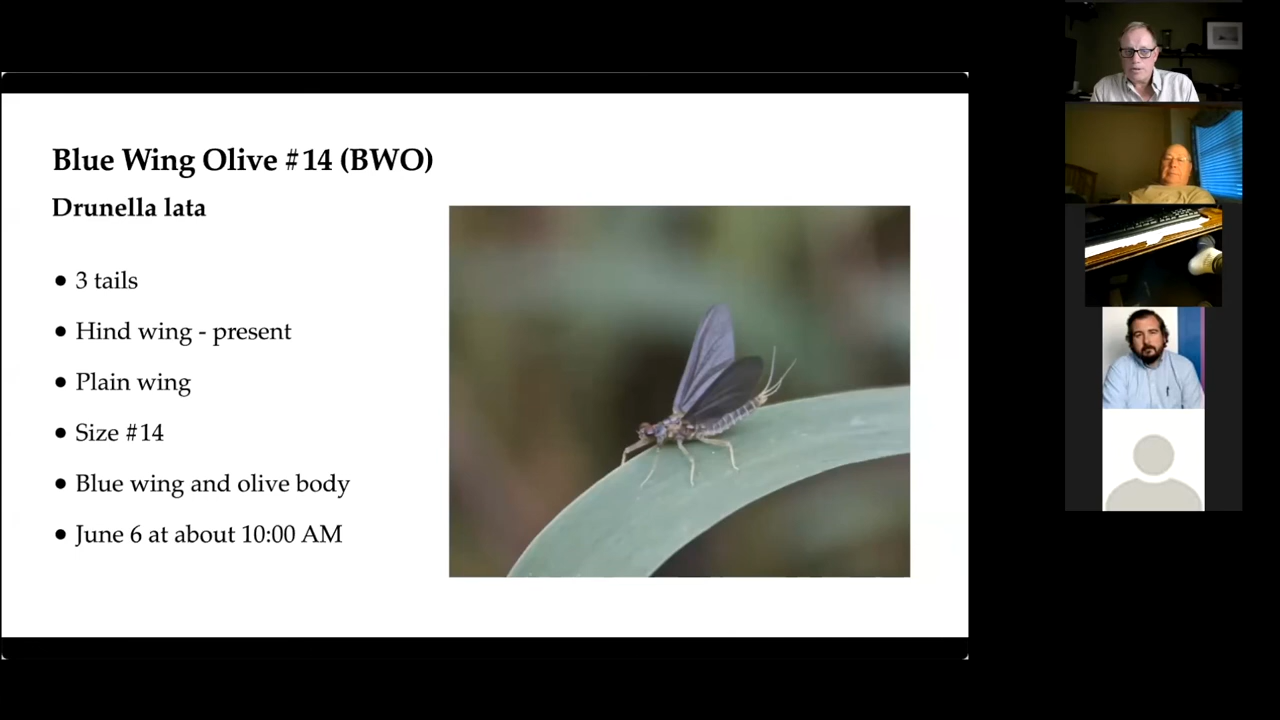 Blue Wing Olive #14 (BWO)
Drunella lata
• 3 tails
• Hind wing - present
• Plain wing
• Size #14
• Blue wing and olive body
• June 6 at about 10:00 AM